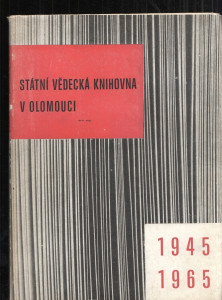 STÁTNÍ VĚDECKÁ KNIHOVNA
V OLOMOUCI
1945
1965